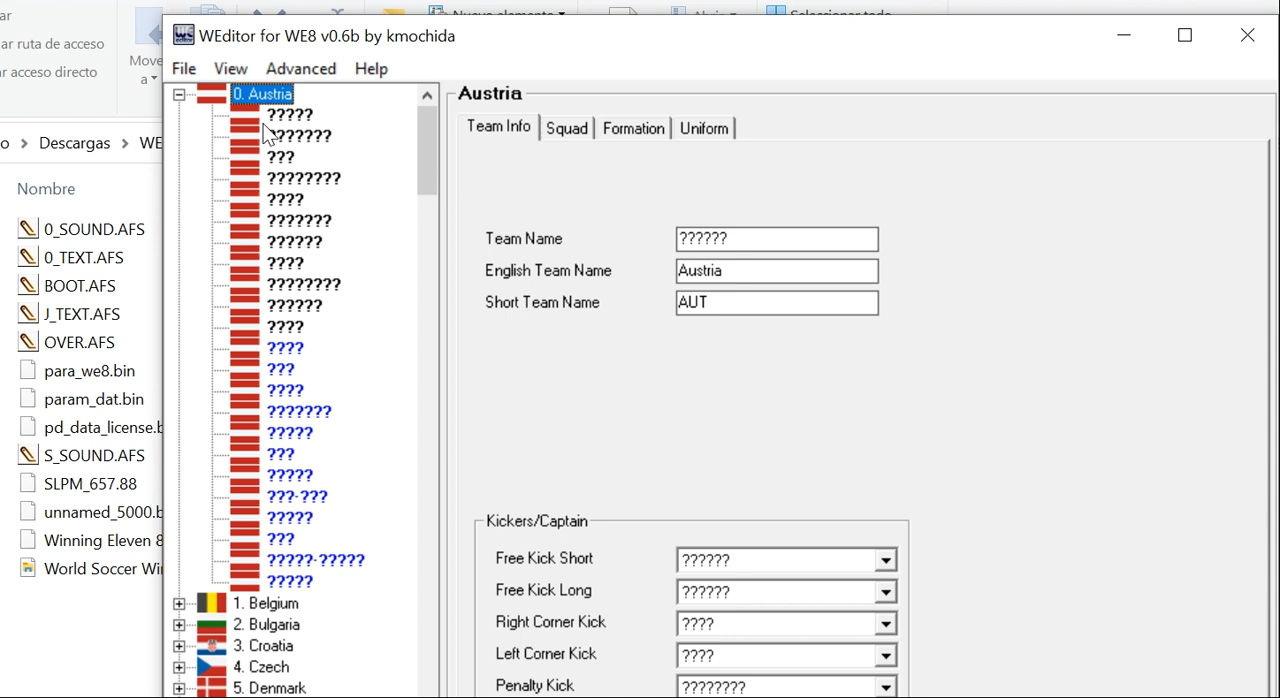 Nuevo elemento
Seleccionar todo
ar
ar ruta de acceso
r acceso directo
Move
a
o > Descargas > WE
Nombre
0_SOUND.AFS
0_TEXT.AFS
BOOT.AFS
J_TEXT.AFS
OVER.AFS
para_we8.bin
param_dat.bin
pd_data_license.b
S_SOUND.AFS
SLPM_657.88
unnamed_5000.b
Winning Eleven 8
World Soccer Wi
WEditor for WE8 v0.6b by kmochida
File View Advanced Help
0. Austria
?????
???????
???
????????
????
???????
??????
????
????????
??????
????
????
???
????
???????
?????
???
?????
???-???
?????
???
?????-?????
?????
1. Belgium
2. Bulgaria
3. Croatia
4. Czech
5. Denmark
Austria
Team Info Squad Formation Uniform
Team Name ??????
English Team Name Austria
Short Team Name AUT
Kickers/Captain
Free Kick Short ??????
Free Kick Long ??????
Right Corner Kick ????
Left Corner Kick ????
Penalty Kick ????????